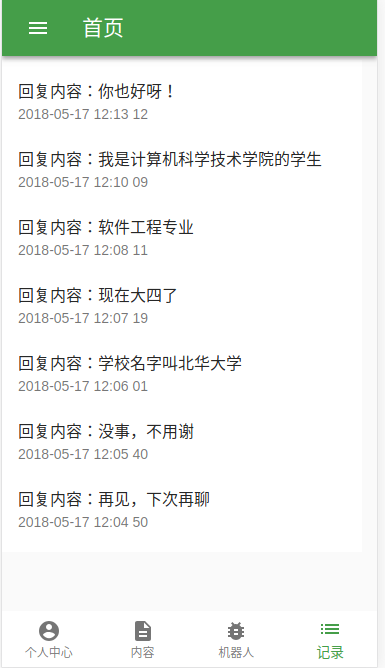 首页
回复内容：你也好呀！
2018-05-17 12:13 12
回复内容：我是计算机科学技术学院的学生
2018-05-17 12:10 09
回复内容：软件工程专业
2018-05-17 12:08 11
回复内容：现在大四了
2018-05-17 12:07 19
回复内容：学校名字叫北华大学
2018-05-17 12:06 01
回复内容：没事，不用谢
2018-05-17 12:05 40
回复内容：再见，下次再聊
2018-05-17 12:04 50
个人中心 内容 机器人 记录